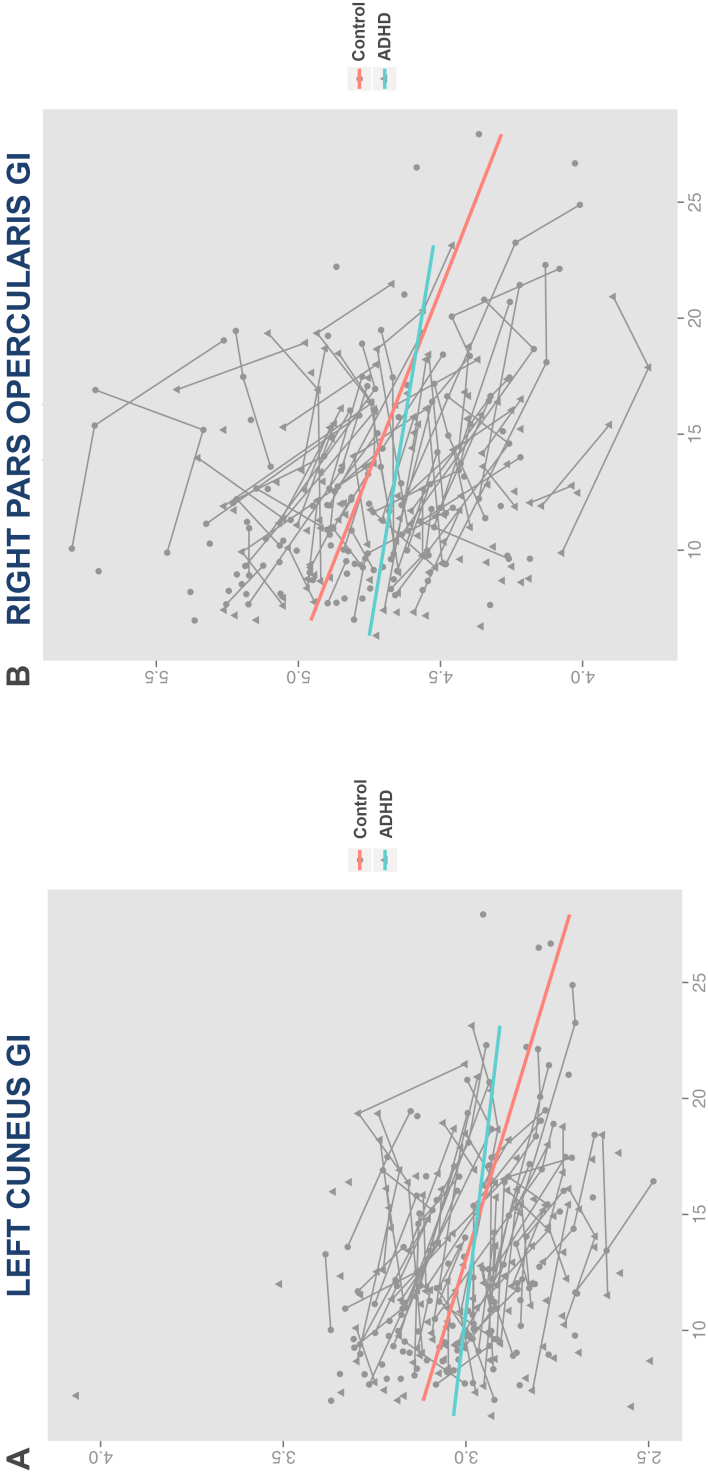 A
LEFT CUNEUS GI
4.0
3.5
3.0
2.5
10
15
20
25
Control
ADHD
B
RIGHT PARS OPERCULARIS GI
5.5
5.0
4.5
4.0
10
15
20
25
Control
ADHD